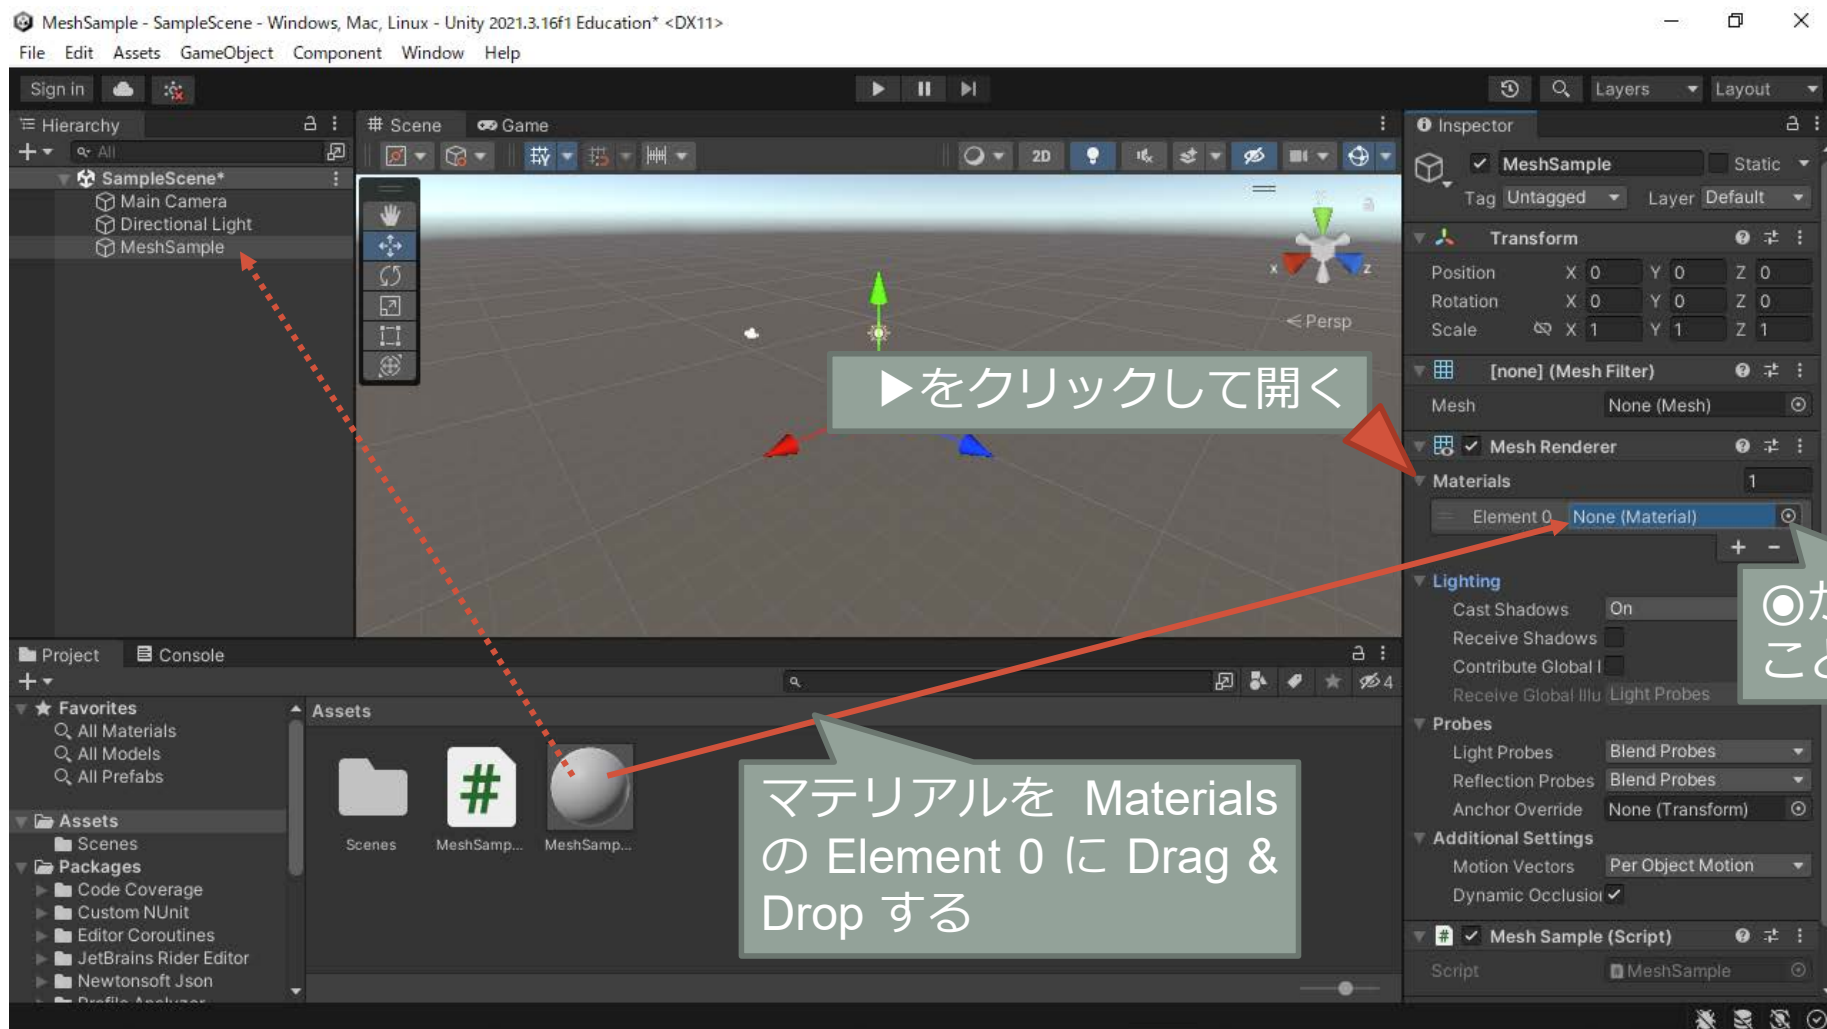 MeshSample - SampleScene - Windows, Mac, Linux - Unity 2021.3.16f1 Education* <DX11>
File Edit Assets GameObject Component Window Help
Sign in
Layers
Layout
Hierarchy
All
SampleScene*
Main Camera
Directional Light
MeshSample
Scene Game
2D
x
z
< Persp
▶をクリックして開く
Inspector
MeshSample
Static
Tag Untagged Layer Default
Transform
Position X 0 Y 0 Z 0
Rotation X 0 Y 0 Z 0
Scale X 1 Y 1 Z 1
[none] (Mesh Filter)
Mesh None (Mesh)
Mesh Renderer
Materials 1
Element 0 None (Material)
+ -
◉か
こと
Lighting
Cast Shadows On
Receive Shadows
Contribute Global I
Receive Global Illu Light Probes
Probes
Light Probes Blend Probes
Reflection Probes Blend Probes
Anchor Override None (Transform)
Additional Settings
Motion Vectors Per Object Motion
Dynamic Occlusion
# Mesh Sample (Script)
Script MeshSample
Project Console
4
Favorites
All Materials
All Models
All Prefabs
Assets
Scenes
Packages
Code Coverage
Custom NUnit
Editor Coroutines
JetBrains Rider Editor
Newtonsoft Json
Profile Analyzer
Assets
#
Scenes
MeshSamp...
MeshSamp...
マテリアルを Materials
の Element 0 に Drag &
Drop する